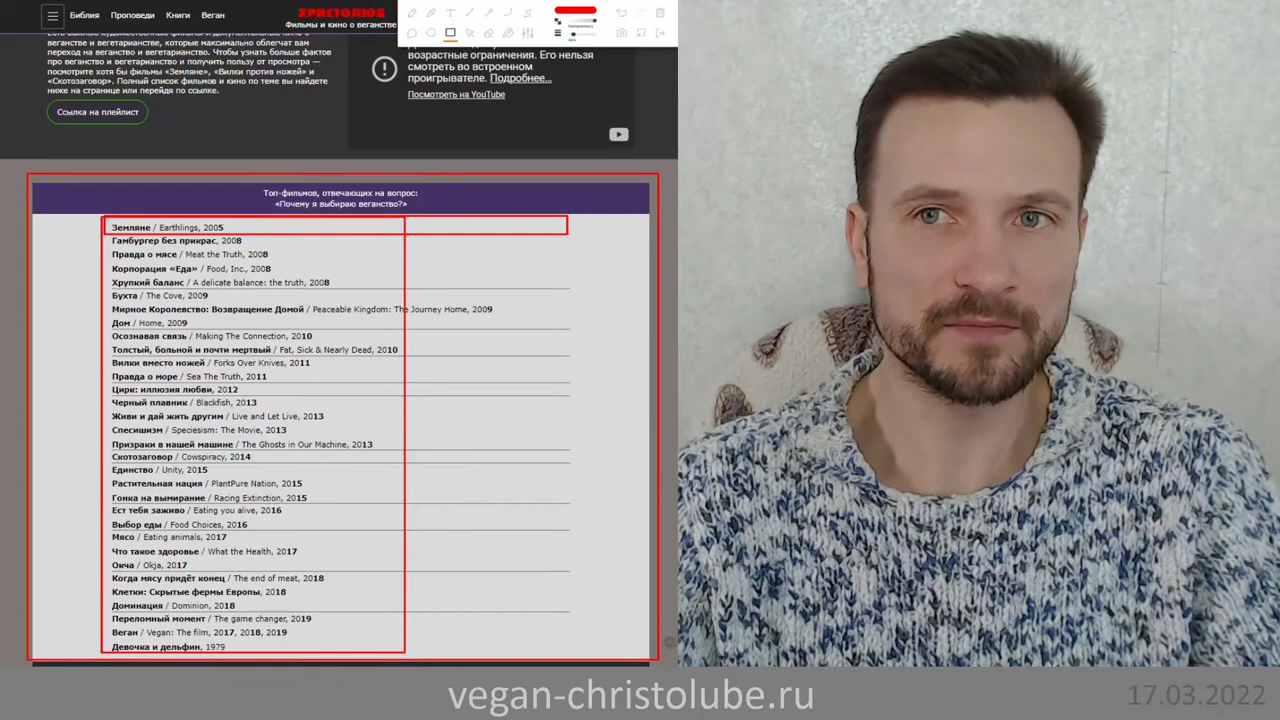 Библия Проповеди Книги Веган
ХРИСТОЛЮБ
Фильмы и кино о веганстве
веганстве и вегетарианстве, которые максимально облегчат вам
переход на веганство и вегетарианство. Чтобы узнать больше фактов
про веганство и вегетарианство и получить пользу от просмотра —
посмотрите хотя бы фильмы «Земляне», «Вилки против ножей» и
«Скотозаговор». Полный список фильмов и кино по теме вы найдете
ниже на странице или перейдя по ссылке.
Ссылка на плейлист
возрастные ограничения. Его нельзя
смотреть во встроенном
проигрывателе. Подробнее...
Посмотреть на YouTube
Топ-фильмов, отвечающих на вопрос:
«Почему я выбираю веганство?»
Земляне / Earthlings, 2005
Гамбургер без прикрас, 2008
Правда о мясе / Meat the Truth, 2008
Корпорация «Еда» / Food, Inc., 2008
Хрупкий баланс / A delicate balance: the truth, 2008
Бухта / The Cove, 2009
Мирное Королевство: Возвращение Домой / Peaceable Kingdom: The Journey Home, 2009
Дом / Home, 2009
Осознавая связь / Making The Connection, 2010
Толстый, больной и почти мертвый / Fat, Sick & Nearly Dead, 2010
Вилки вместо ножей / Forks Over Knives, 2011
Правда о море / Sea The Truth, 2011
Цирк: иллюзия любви, 2012
Черный плавник / Blackfish, 2013
Живи и дай жить другим / Live and Let Live, 2013
Спесишизм / Speciesism: The Movie, 2013
Призраки в нашей машине / The Ghosts in Our Machine, 2013
Скотозаговор / Cowspiracy, 2014
Единство / Unity, 2015
Растительная нация / PlantPure Nation, 2015
Гонка на вымирание / Racing Extinction, 2015
Ест тебя заживо / Eating you alive, 2016
Выбор еды / Food Choices, 2016
Мясо / Eating animals, 2017
Что такое здоровье / What the Health, 2017
Окча / Okja, 2017
Когда мясу придёт конец / The end of meat, 2018
Клетки: Скрытые фермы Европы, 2018
Доминация / Dominion, 2018
Переломный момент / The game changer, 2019
Веган / Vegan: The film, 2017, 2018, 2019
Девочка и дельфин, 1979
vegan-christolube.ru
17.03.2022